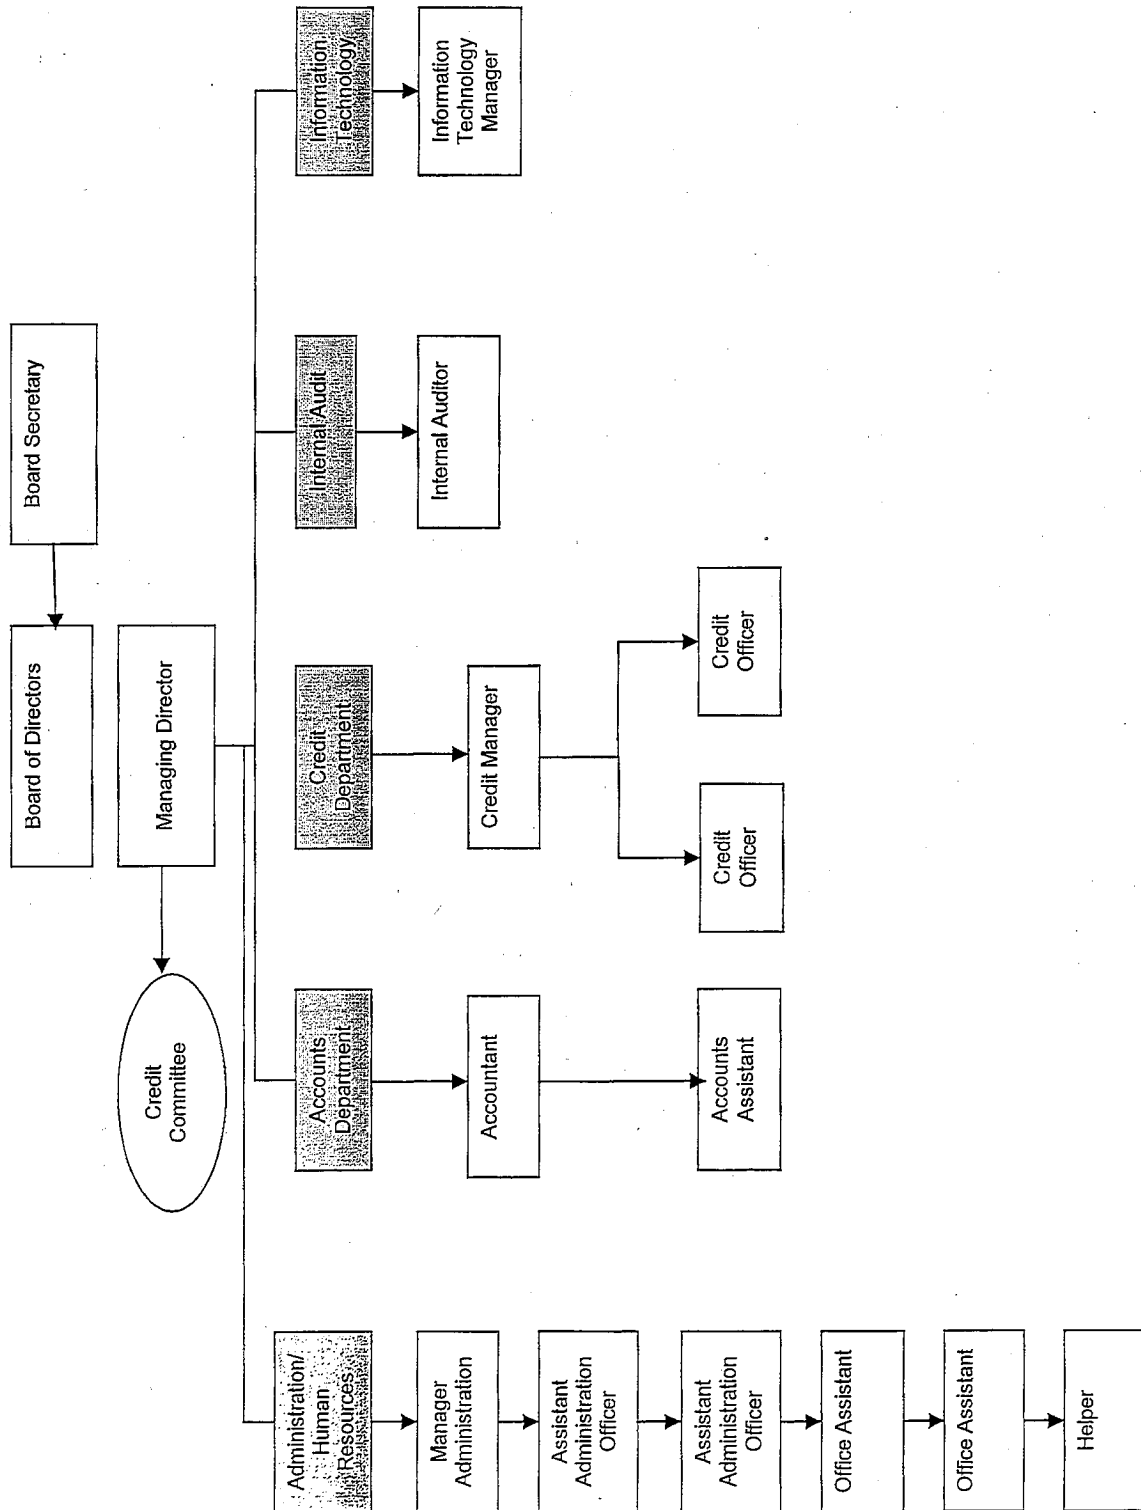 Board of Directors
Board Secretary
Managing Director
Credit
Committee
Administration/
Human
Resources
Accounts
Department
Credit
Department
Internal Audit
Information
Technology
Manager
Administration
Accountant
Credit Manager
Internal Auditor
Information
Technology
Manager
Assistant
Administration
Officer
Assistant
Administration
Officer
Accounts
Assistant
Credit
Officer
Credit
Officer
Office Assistant
Office Assistant
Helper